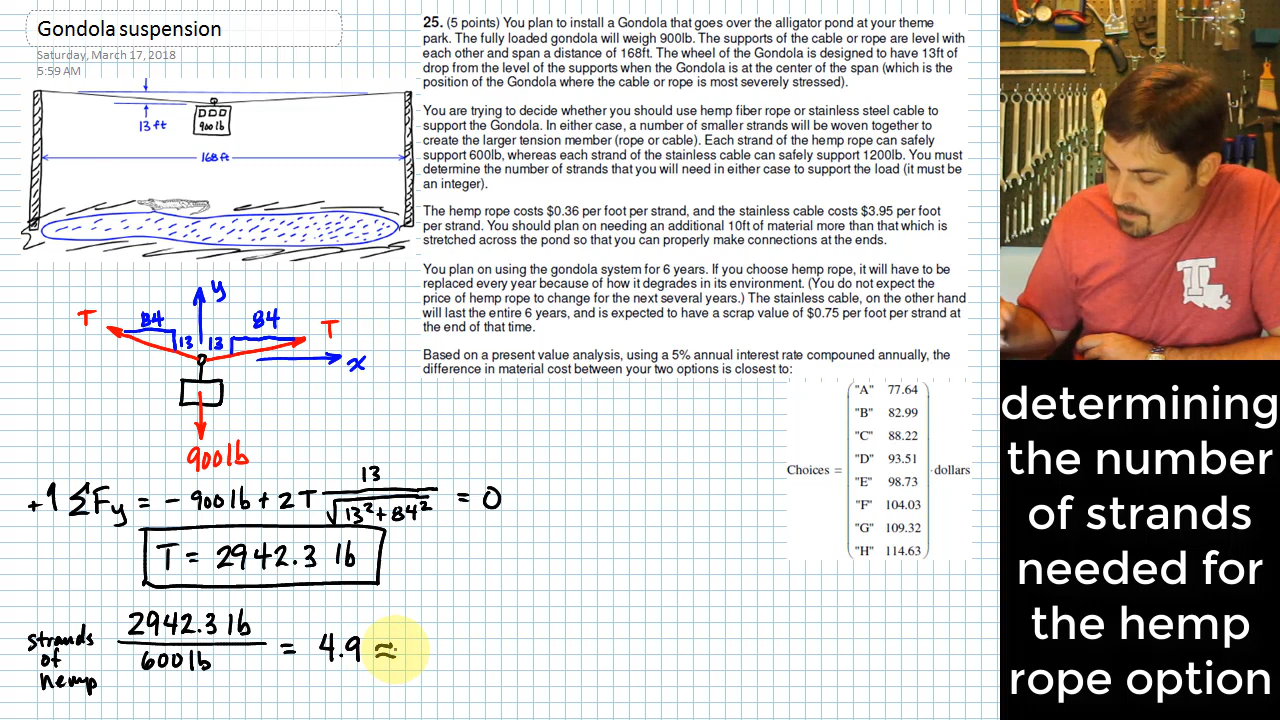 Gondola suspension
Saturday, March 17, 2018
5:59 AM
13 ft
900 lb
168 ft
25. (5 points) You plan to install a Gondola that goes over the alligator pond at your theme
park. The fully loaded gondola will weigh 900lb. The supports of the cable or rope are level with
each other and span a distance of 168ft. The wheel of the Gondola is designed to have 13ft of
drop from the level of the supports when the Gondola is at the center of the span (which is the
position of the Gondola where the cable or rope is most severely stressed).
You are trying to decide whether you should use hemp fiber rope or stainless steel cable to
support the Gondola. In either case, a number of smaller strands will be woven together to
create the larger tension member (rope or cable). Each strand of the hemp rope can safely
support 600lb, whereas each strand of the stainless cable can safely support 1200lb. You must
determine the number of strands that you will need in either case to support the load (it must be
an integer).
The hemp rope costs $0.36 per foot per strand, and the stainless cable costs $3.95 per foot
per strand. You should plan on needing an additional 10ft of material more than that which is
stretched across the pond so that you can properly make connections at the ends.
You plan on using the gondola system for 6 years. If you choose hemp rope, it will have to be
replaced every year because of how it degrades in its environment. (You do not expect the
price of hemp rope to change for the next several years.) The stainless cable, on the other hand
will last the entire 6 years, and is expected to have a scrap value of $0.75 per foot per strand at
the end of that time.
Based on a present value analysis, using a 5% annual interest rate compounded annually, the
difference in material cost between your two options is closest to:
Choices =
"A" 77.64
"B" 82.99
"C" 88.22
"D" 93.51
"E" 98.73
"F" 104.03
"G" 109.32
"H" 114.63
· dollars
y
T 84 84 T
13 13
x
900 lb
+↑ ΣFy = - 900 lb + 2T 13/√(13² + 84²) = 0
T = 2942.3 lb
strands of hemp
2942.3 lb / 600 lb = 4.9 ≈
determining
the number
of strands
needed for
the hemp
rope option